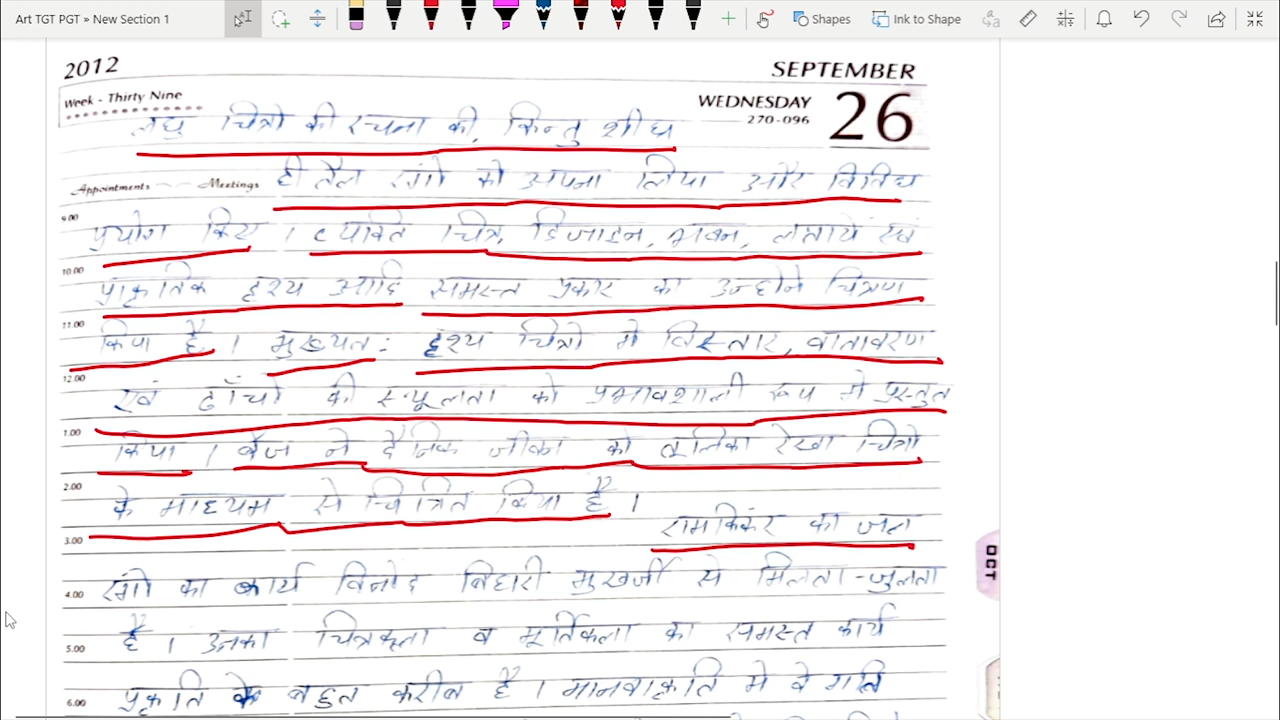 Art TGT PGT » New Section 1
Shapes
Ink to Shape
2012
SEPTEMBER
Week - Thirty Nine
WEDNESDAY
270-096
26
लघु चित्रो की रचना की, किन्तु शीघ्र
Appointments
Meetings
ही तैल रंगो को अपना लिया और विविध
9.00
प्रयोग किए । व्यक्ति चित्र, डिजाइन, भवन, लतायें एवं
10.00
प्राकृतिक दृश्य आदि समस्त प्रकार का उन्होने चित्रण
11.00
किया है । मुख्यत: दृश्य चित्रो मे विस्तार, वातावरण
12.00
एवं ढाँचो की स्थूलता को प्रभावशाली रूप से प्रस्तुत
1.00
किया । बैज ने दैनिक जीवन को तूलिका रेखा चित्रो
2.00
के माध्यम से चित्रित किया है ।
रामकिंकर का जल
3.00
रंगो का कार्य विनोद बिहारी मुखर्जी से मिलता-जुलता
4.00
है । उनका चित्रकला व मूर्तिकला का समस्त कार्य
5.00
प्रकृति के बहुत करीब है । मानवाकृति मे वे गति
6.00
OCT